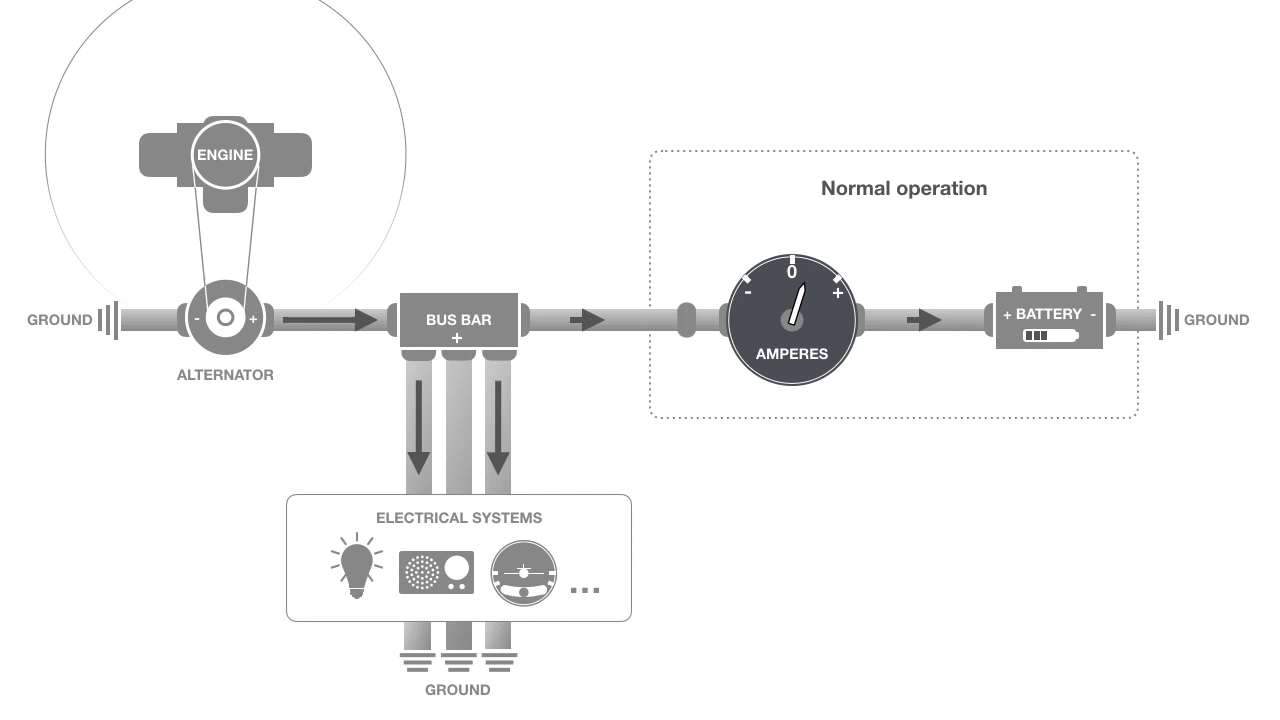 ENGINE
Normal operation
0
- +
GROUND
- +
BUS BAR
+
AMPERES
+ BATTERY -
GROUND
ALTERNATOR
ELECTRICAL SYSTEMS
...
GROUND